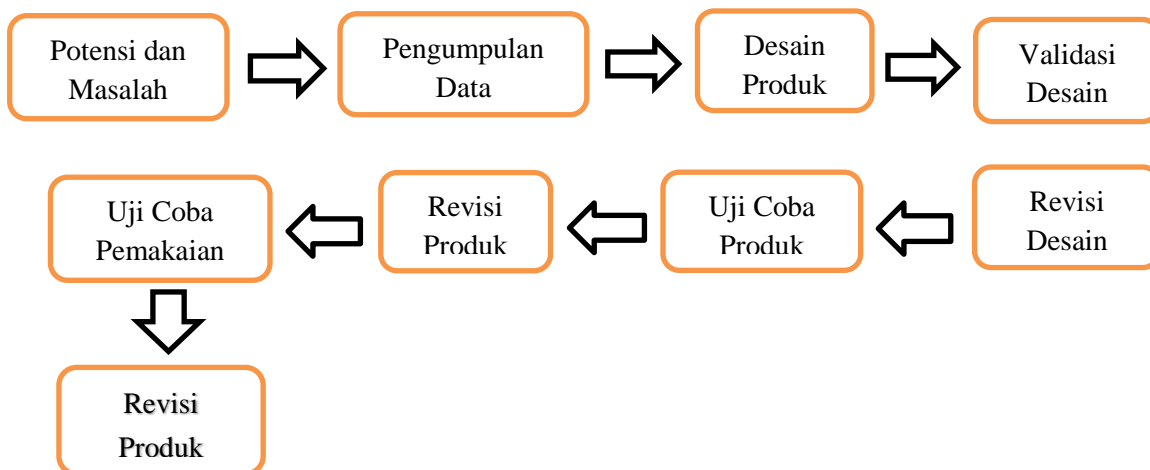 Potensi dan
Masalah
Pengumpulan
Data
Desain
Produk
Validasi
Desain
Revisi
Desain
Uji Coba
Produk
Revisi
Produk
Uji Coba
Pemakaian
Revisi
Produk